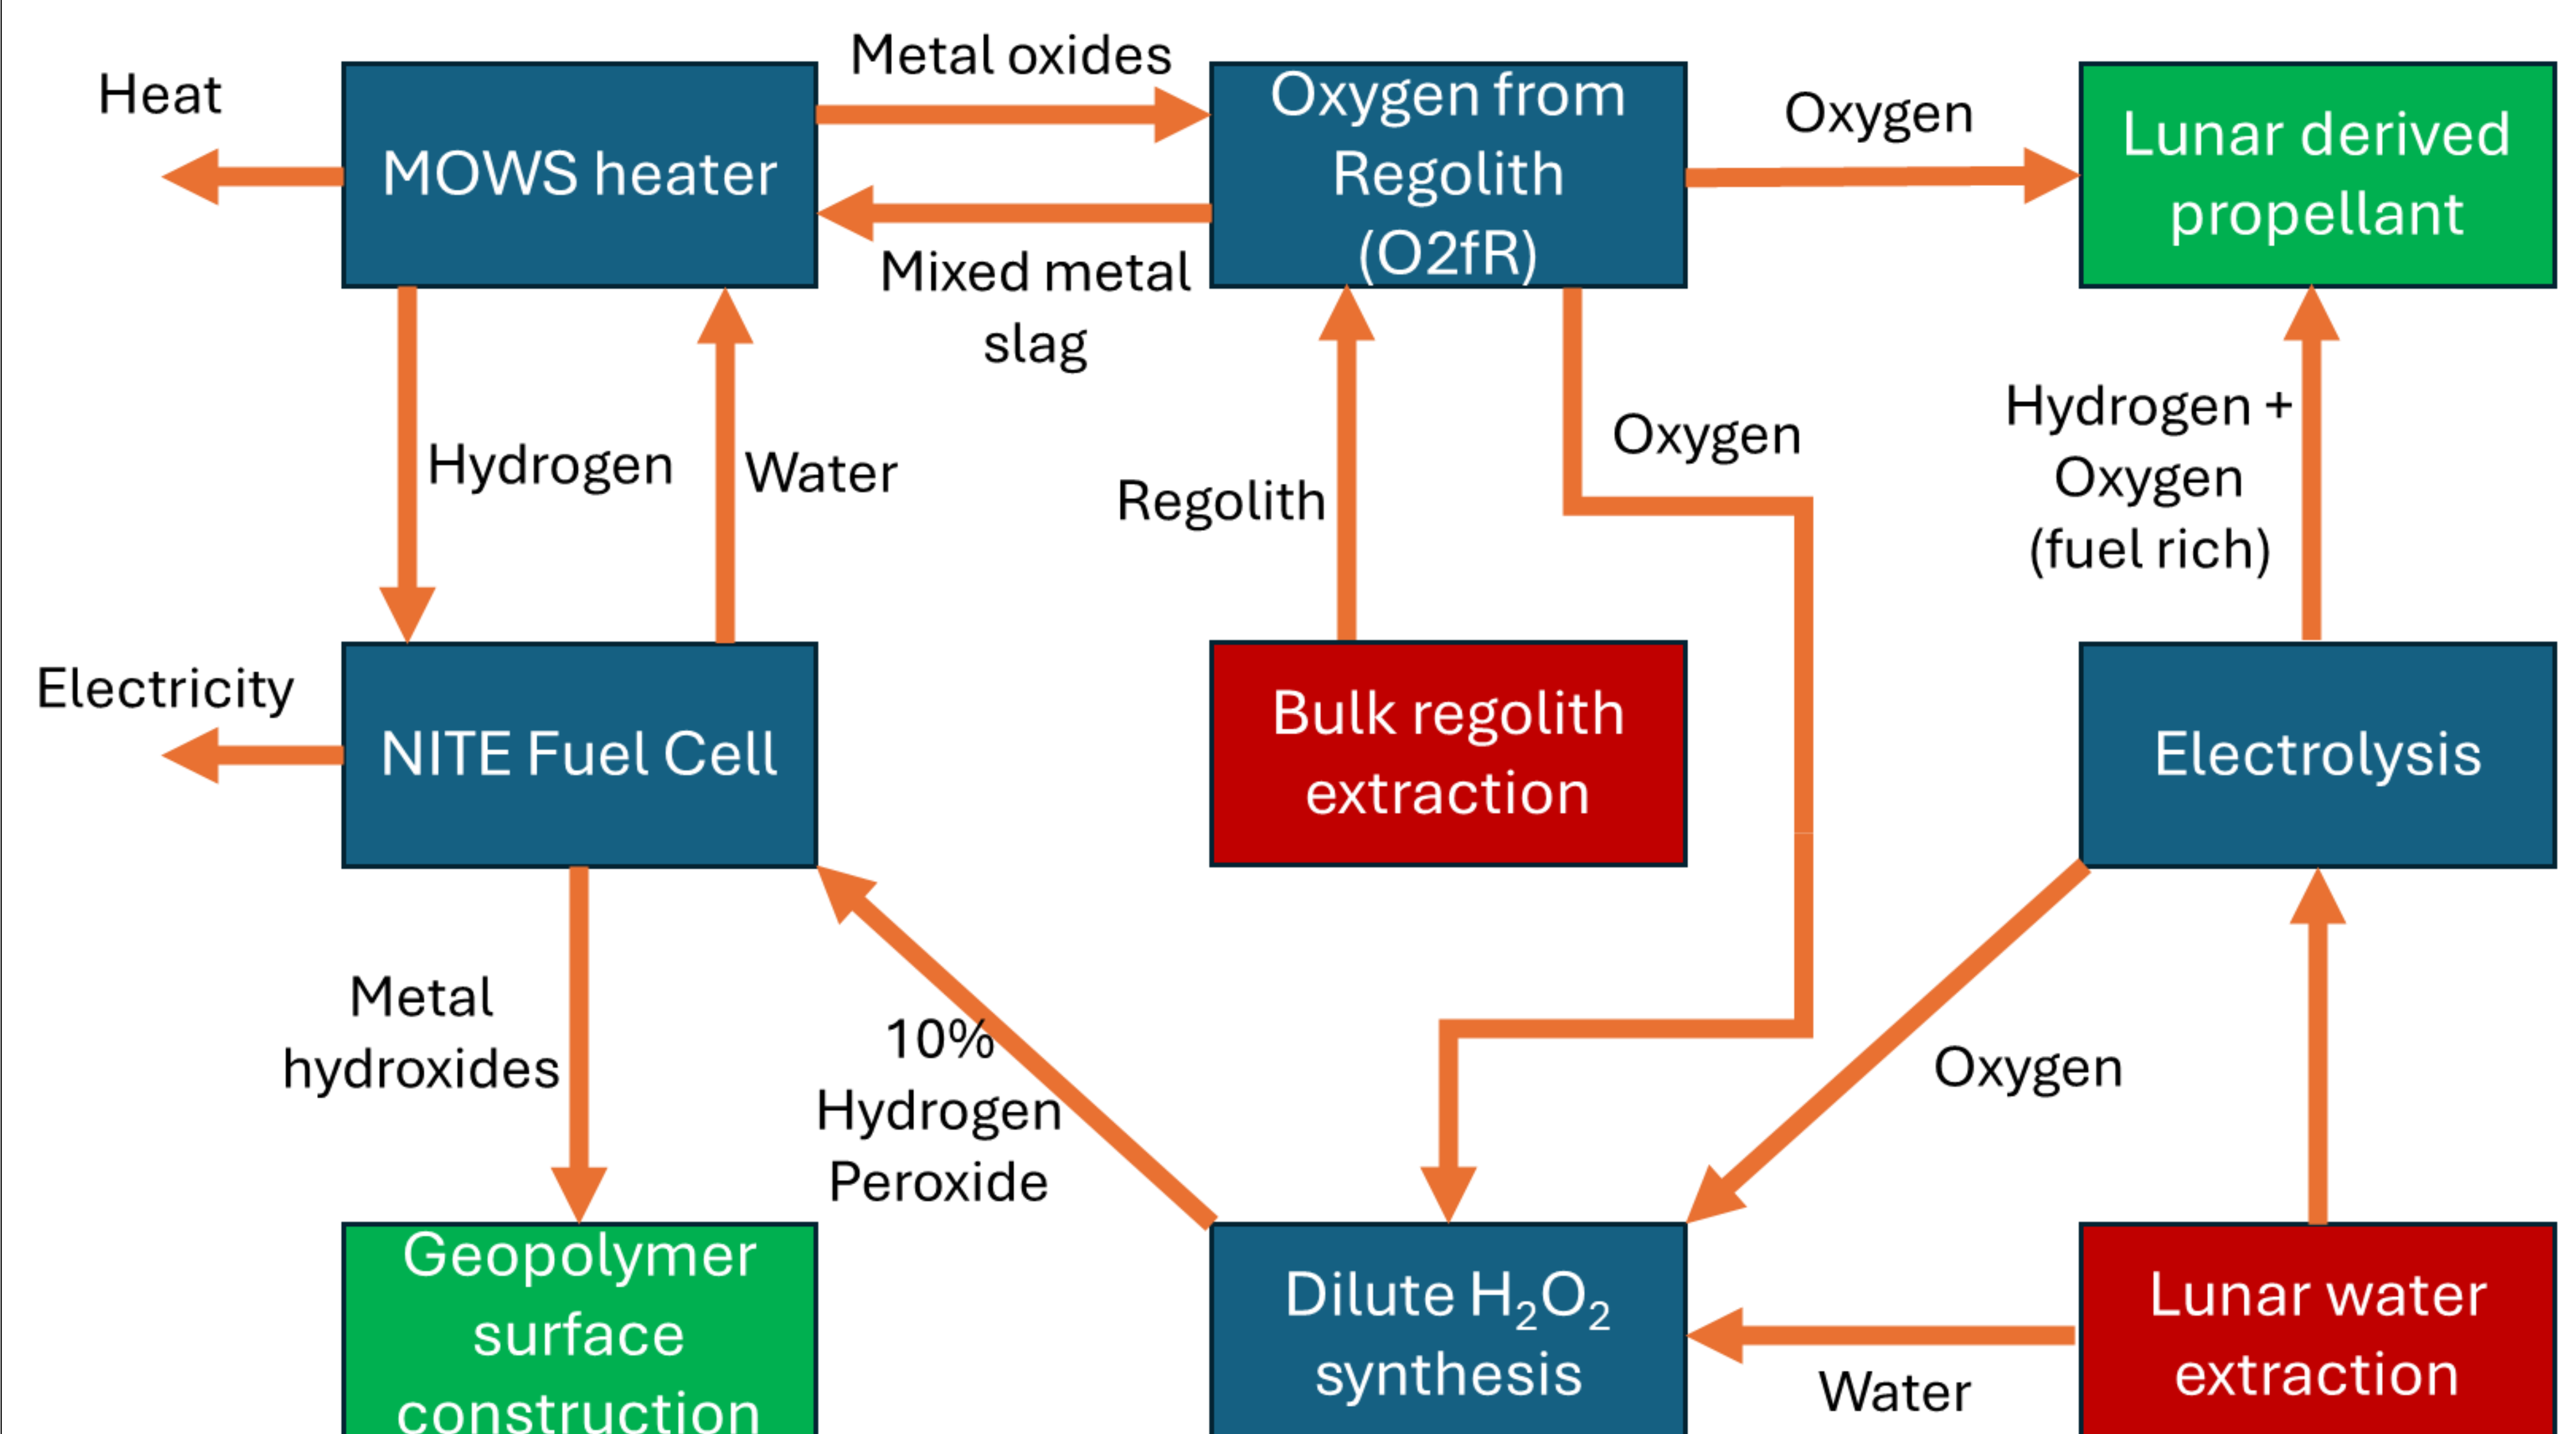 Heat
MOWS heater
Metal oxides
Mixed metal
slag
Oxygen from
Regolith
(O2fR)
Oxygen
Lunar derived
propellant
Hydrogen
Water
Regolith
Oxygen
Hydrogen +
Oxygen
(fuel rich)
Electricity
NITE Fuel Cell
Bulk regolith
extraction
Electrolysis
Metal
hydroxides
10%
Hydrogen
Peroxide
Oxygen
Geopolymer
surface
construction
Dilute H₂O₂
synthesis
Water
Lunar water
extraction